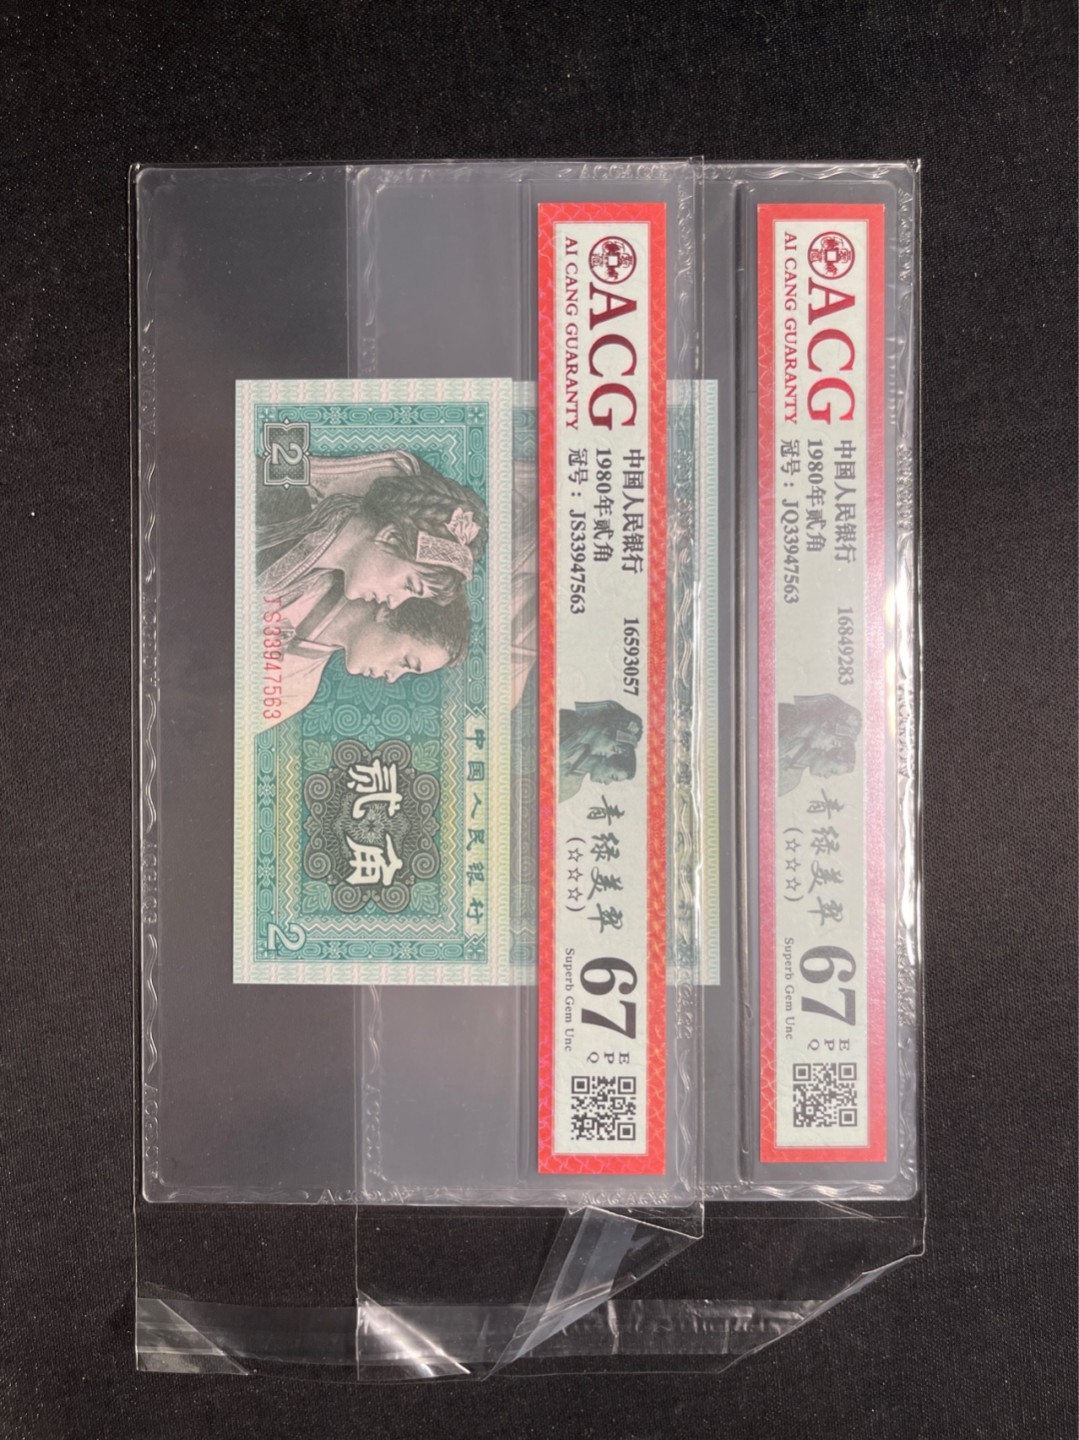 ACG
AI CANG GUARANTY
中国人民银行
1980年贰角
冠号：JQ33947563
16849283
青绿美翠
(☆☆☆)
67
EPQ
Superb Gem Unc
ACG
AI CANG GUARANTY
中国人民银行
1980年贰角
冠号：JS33947563
16593057
青绿美翠
(☆☆☆)
67
EPQ
Superb Gem Unc
中国人民银行
贰角
2
2
JS33947563